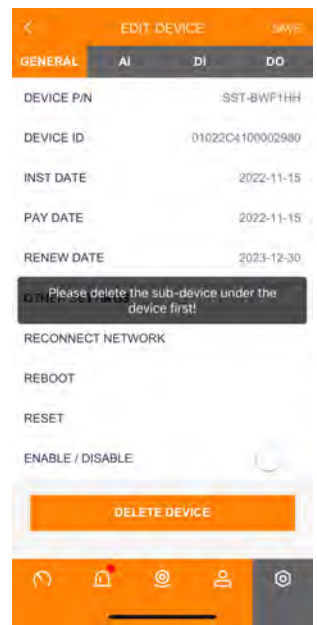 EDIT DEVICE SAVE
GENERAL AI DI DO
DEVICE P/N SST-BWF1HH
DEVICE ID 01022C4100002980
INST DATE 2022-11-15
PAY DATE 2022-11-15
RENEW DATE 2023-12-30
Please delete the sub-device under the
device first!
RECONNECT NETWORK
REBOOT
RESET
ENABLE / DISABLE
DELETE DEVICE